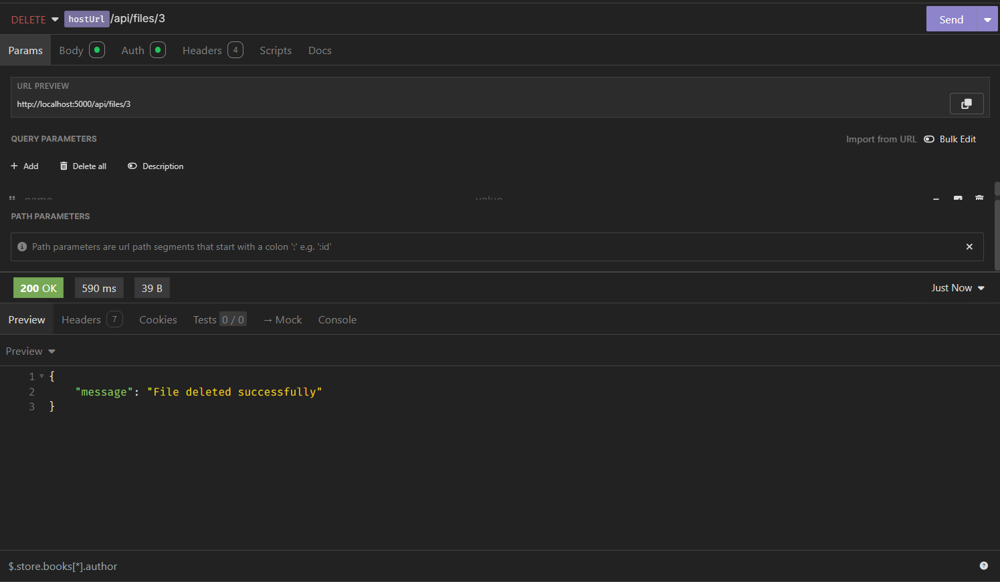 DELETE hostUrl /api/files/3 Send
Params Body Auth Headers 4 Scripts Docs
URL PREVIEW
http://localhost:5000/api/files/3
QUERY PARAMETERS Import from URL Bulk Edit
+ Add Delete all Description
name value
PATH PARAMETERS
Path parameters are url path segments that start with a colon ':' e.g. ':id'
200 OK 590 ms 39 B Just Now
Preview Headers 7 Cookies Tests 0 / 0 → Mock Console
Preview
1 {
2 "message": "File deleted successfully"
3 }
$.store.books[*].author